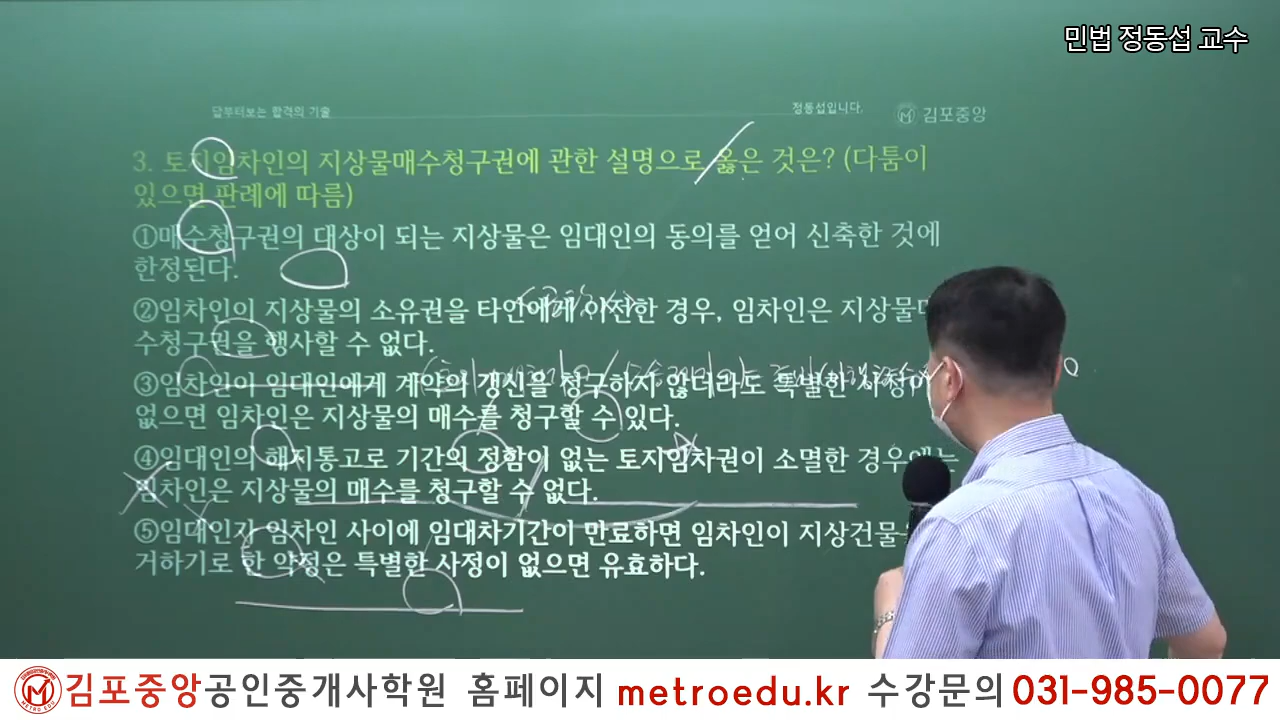 민법 정동섭 교수
답부터보는 합격의 기술
정동섭입니다.
김포중앙
3. 토지임차인의 지상물매수청구권에 관한 설명으로 옳은 것은? (다툼이
있으면 판례에 따름)
①매수청구권의 대상이 되는 지상물은 임대인의 동의를 얻어 신축한 것에
한정된다.
②임차인이 지상물의 소유권을 타인에게 이전한 경우, 임차인은 지상물매
수청구권을 행사할 수 없다.
③임차인이 임대인에게 계약의 갱신을 청구하지 않더라도 특별한 사정이
없으면 임차인은 지상물의 매수를 청구할 수 있다.
④임대인의 해지통고로 기간의 정함이 없는 토지임차권이 소멸한 경우에는
임차인은 지상물의 매수를 청구할 수 없다.
⑤임대인과 임차인 사이에 임대차기간이 만료하면 임차인이 지상건물
거하기로 한 약정은 특별한 사정이 없으면 유효하다.
METRO EDU
김포중앙공인중개사학원 홈페이지 metroedu.kr 수강문의 031-985-0077